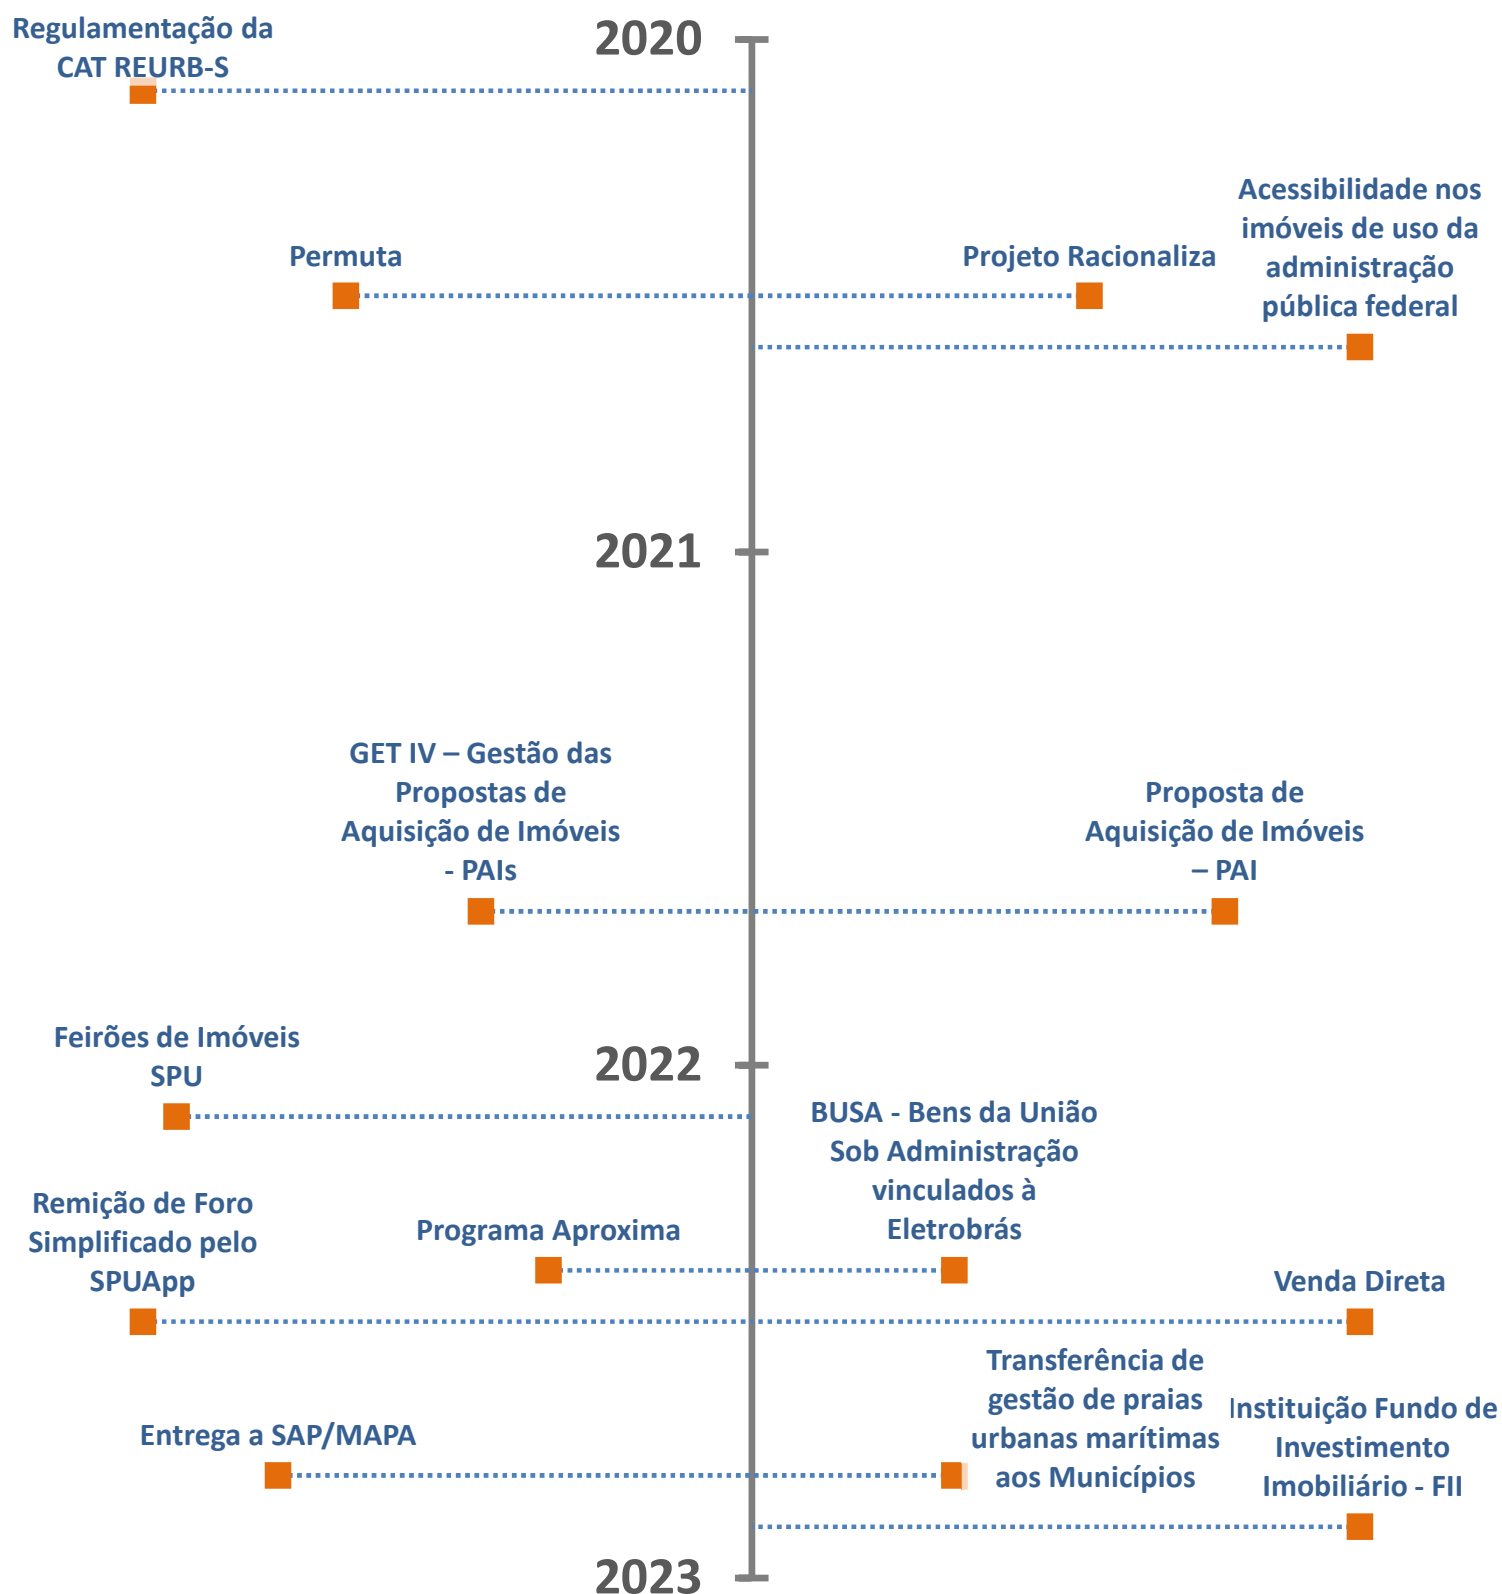 Regulamentação da
CAT REURB-S
2020
Permuta
Projeto Racionaliza
Acessibilidade nos
imóveis de uso da
administração
pública federal
2021
GET IV – Gestão das
Propostas de
Aquisição de Imóveis
- PAIs
Proposta de
Aquisição de Imóveis
– PAI
Feirões de Imóveis
SPU
2022
BUSA - Bens da União
Sob Administração
vinculados à
Eletrobrás
Remição de Foro
Simplificado pelo
SPUApp
Programa Aproxima
Venda Direta
Entrega a SAP/MAPA
Transferência de
gestão de praias
urbanas marítimas
aos Municípios
Instituição Fundo de
Investimento
Imobiliário - FII
2023